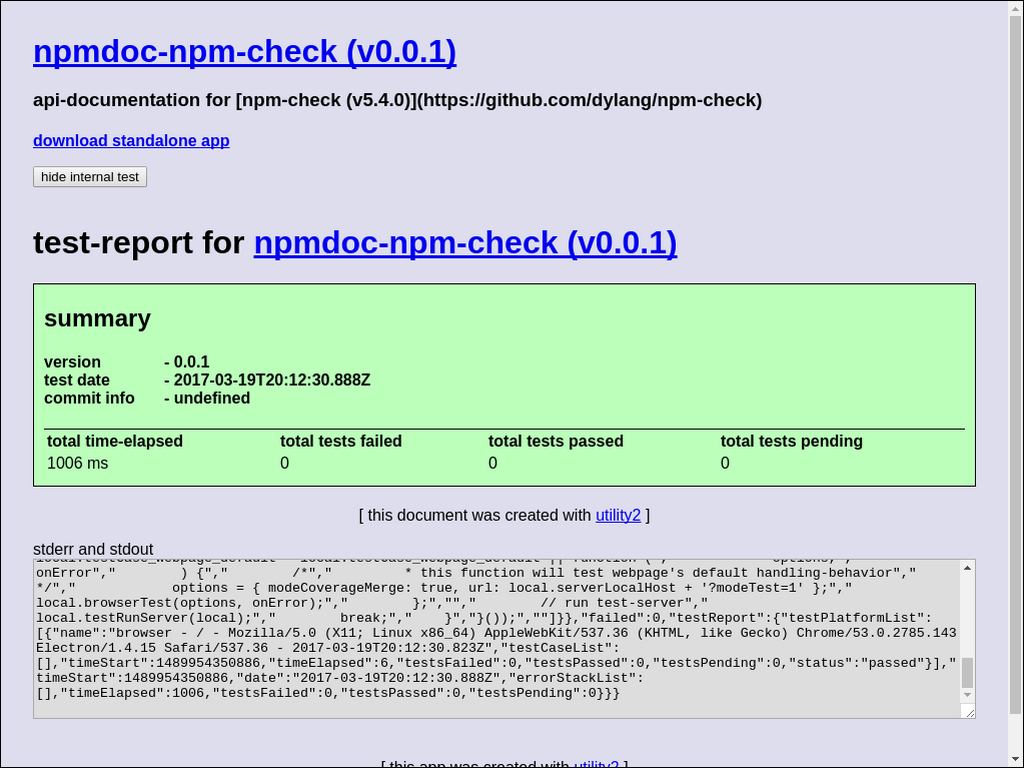 npmdoc-npm-check (v0.0.1)
api-documentation for [npm-check (v5.4.0)](https://github.com/dylang/npm-check)
download standalone app
hide internal test
test-report for npmdoc-npm-check (v0.0.1)
summary
version - 0.0.1
test date - 2017-03-19T20:12:30.888Z
commit info - undefined
total time-elapsed total tests failed total tests passed total tests pending
1006 ms 0 0 0
[ this document was created with utility2 ]
stderr and stdout
onError","        ) {","        /*","         * this function will test webpage's default handling-behavior","
*/","            options = { modeCoverageMerge: true, url: local.serverLocalHost + '?modeTest=1' };","
local.browserTest(options, onError);","        };","","        // run test-server","
local.testRunServer(local);","        break;","    }","}());",""]}},"failed":0,"testReport":{"testPlatformList":
[{"name":"browser - / - Mozilla/5.0 (X11; Linux x86_64) AppleWebKit/537.36 (KHTML, like Gecko) Chrome/53.0.2785.143
Electron/1.4.15 Safari/537.36 - 2017-03-19T20:12:30.823Z","testCaseList":
[],"timeStart":1489954350886,"timeElapsed":6,"testsFailed":0,"testsPassed":0,"testsPending":0,"status":"passed"}],"
timeStart":1489954350886,"date":"2017-03-19T20:12:30.888Z","errorStackList":
[],"timeElapsed":1006,"testsFailed":0,"testsPassed":0,"testsPending":0}}}
[ this app was created with utility2 ]